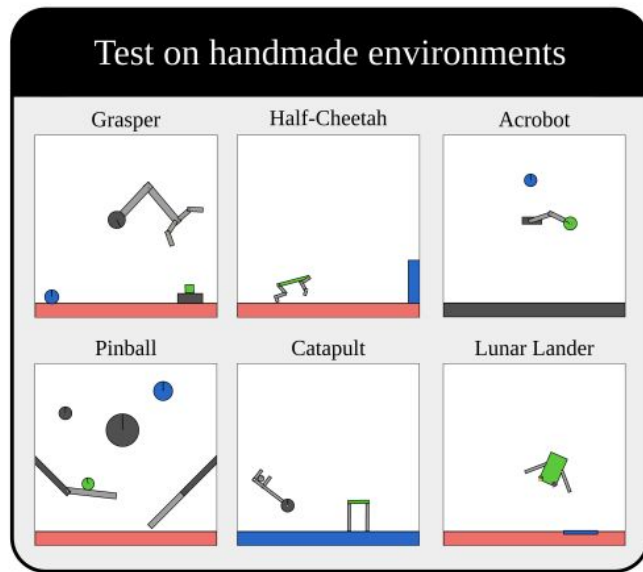 Test on handmade environments
Grasper
Half-Cheetah
Acrobot
Pinball
Catapult
Lunar Lander